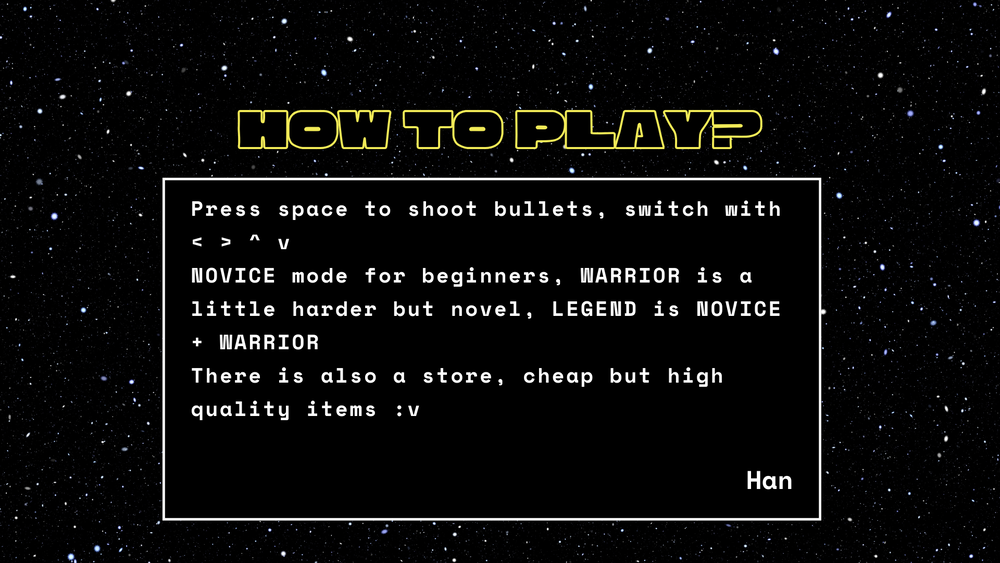 HOW TO PLAY?
Press space to shoot bullets, switch with
< > ^ v
NOVICE mode for beginners, WARRIOR is a
little harder but novel, LEGEND is NOVICE
+ WARRIOR
There is also a store, cheap but high
quality items :v
Han